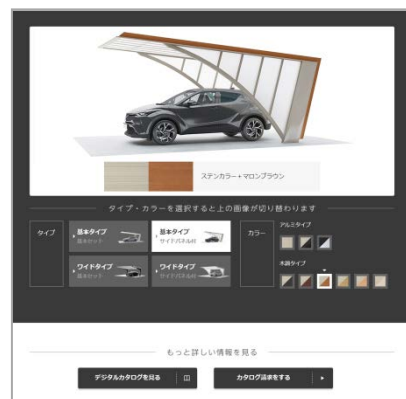 ステンカラー+マロンブラウン
タイプ・カラーを選択すると上の画像が切り替わります
タイプ
基本タイプ
基本セット
基本タイプ
サイドパネル付
ワイドタイプ
基本セット
ワイドタイプ
サイドパネル付
カラー
アルミタイプ
木調タイプ
もっと詳しい情報を見る
デジタルカタログを見る
カタログ請求をする